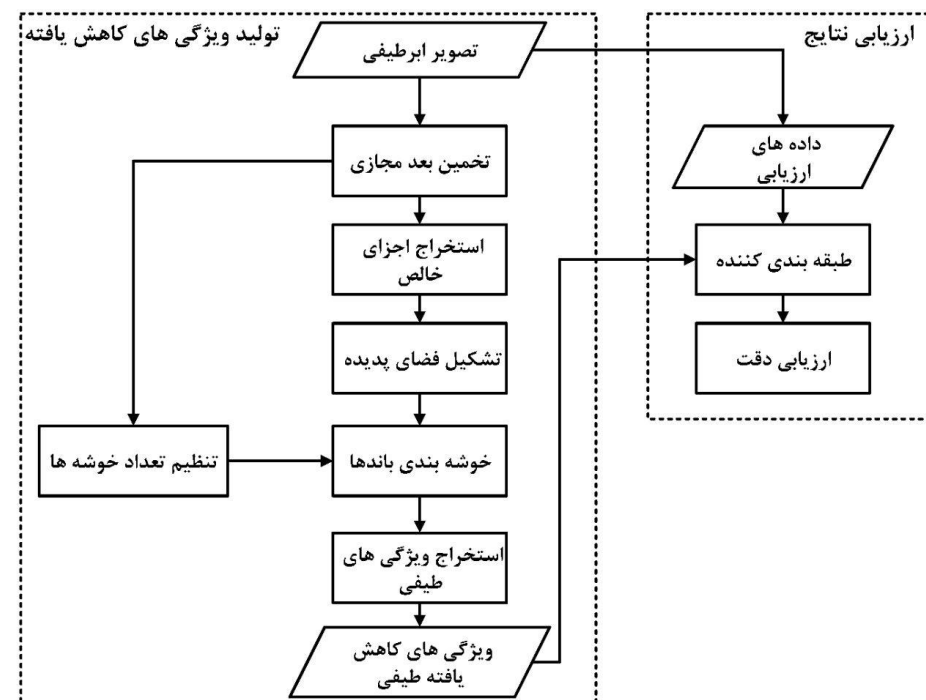 تولید ویژگی های کاهش یافته
تصویر ابرطیفی
تخمین بعد مجازی
استخراج اجزای
خالص
تشکیل فضای پدیده
تنظیم تعداد خوشه ها
خوشه بندی باندها
استخراج ویژگی های
طیفی
ویژگی های کاهش
یافته طیفی
ارزیابی نتایج
داده های
ارزیابی
طبقه بندی کننده
ارزیابی دقت